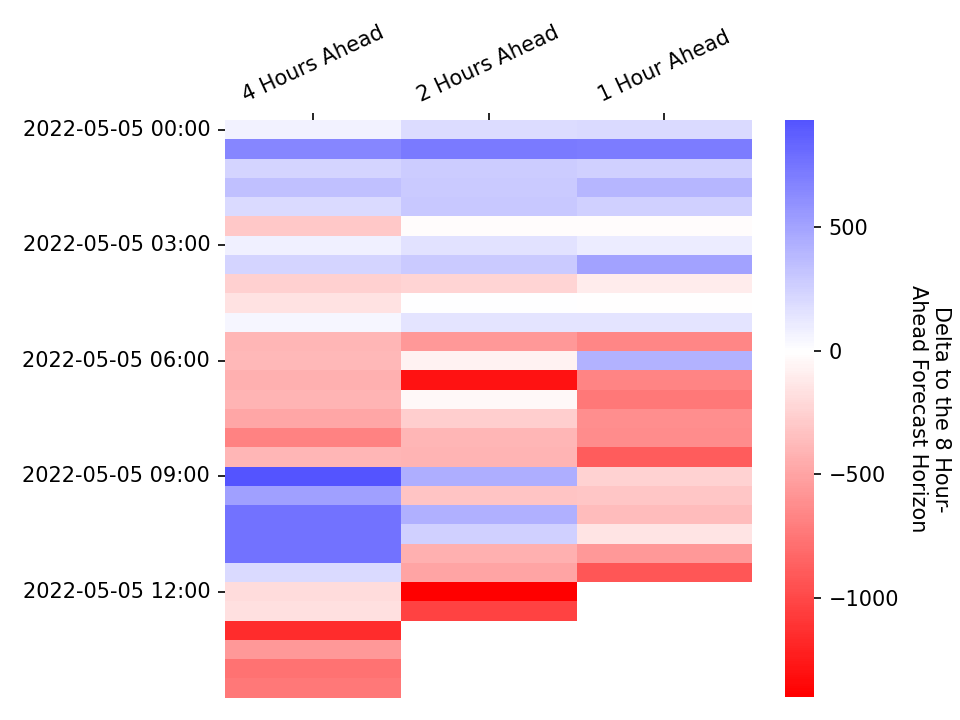 4 Hours Ahead
2 Hours Ahead
1 Hour Ahead
2022-05-05 00:00
2022-05-05 03:00
2022-05-05 06:00
2022-05-05 09:00
2022-05-05 12:00
500
0
−500
−1000
Delta to the 8 Hour-
Ahead Forecast Horizon